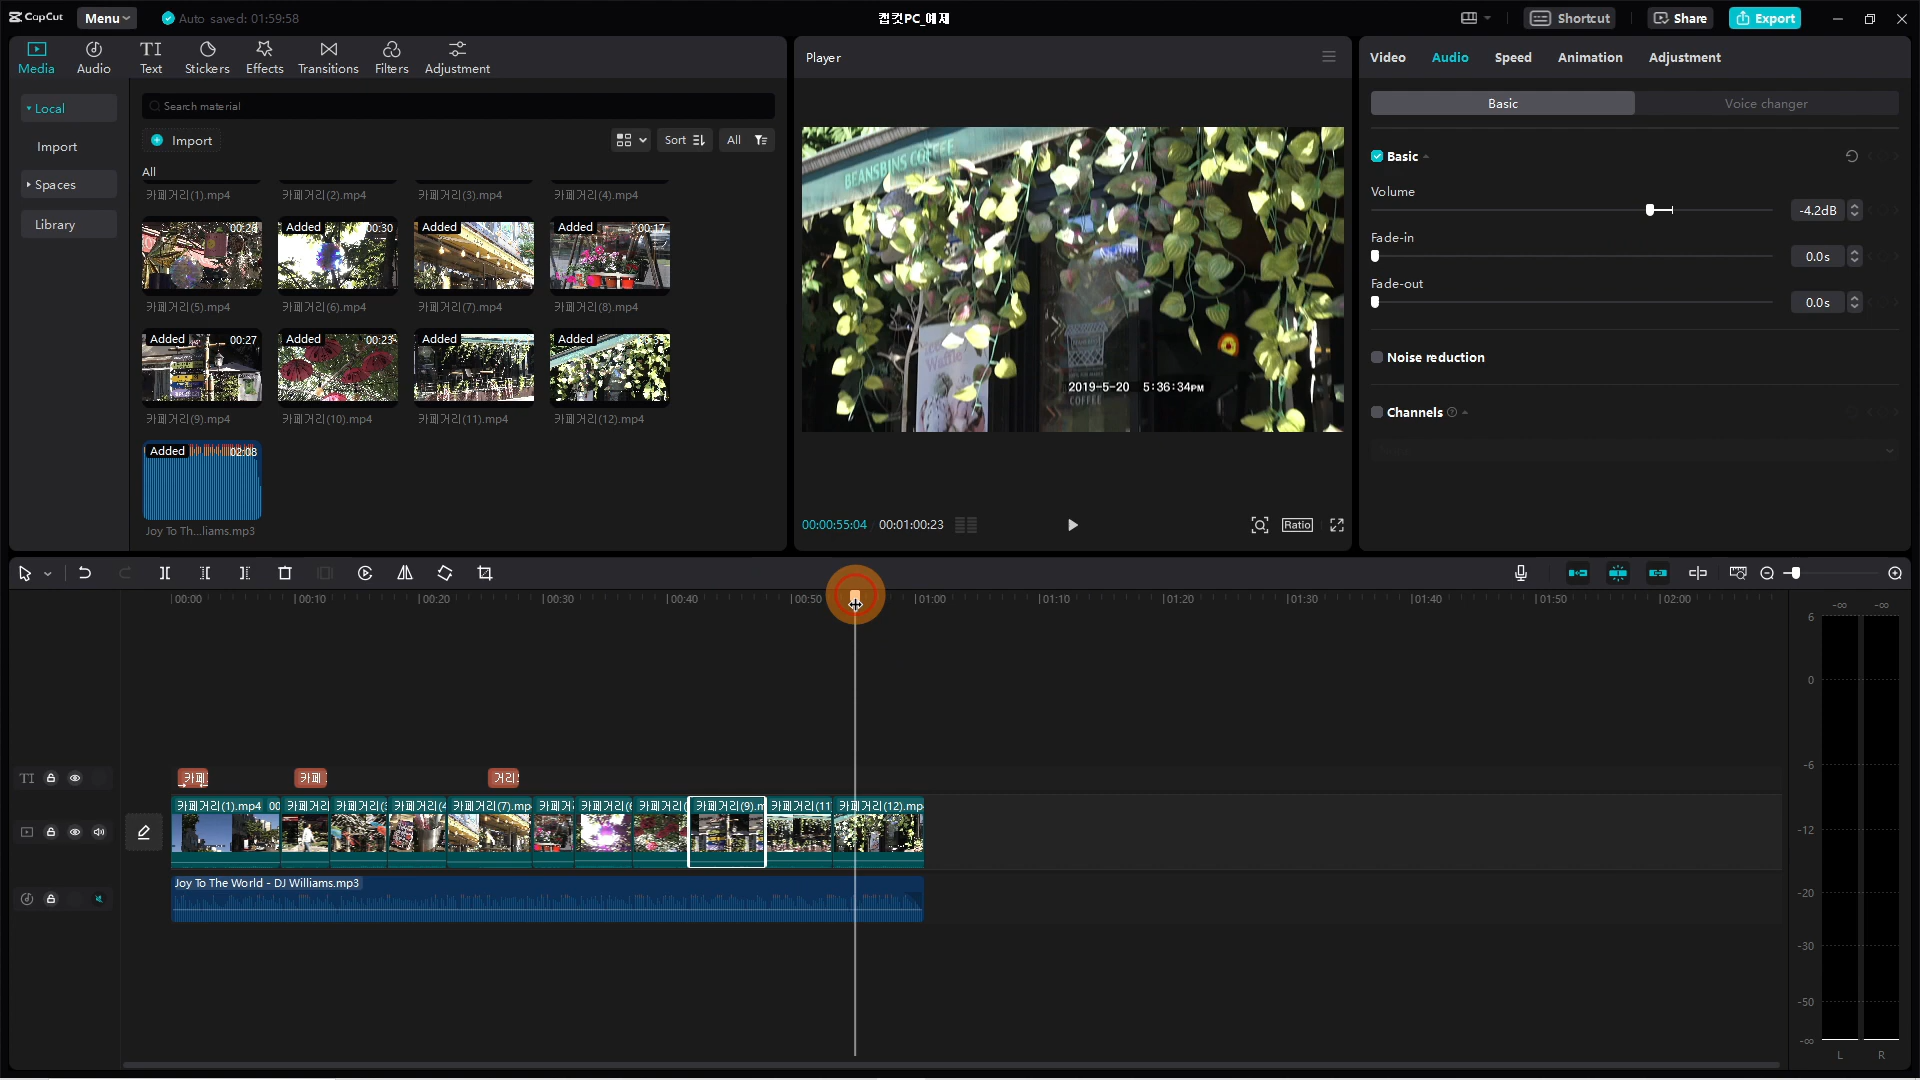 CapCut
Menu
Auto saved: 01:59:58
캡컷PC_예제
Shortcut
Share
Export
Media
Audio
Text
Stickers
Effects
Transitions
Filters
Adjustment
Local
Import
Spaces
Library
Search material
Import
Sort
All
All
카페거리(1).mp4
카페거리(2).mp4
카페거리(3).mp4
카페거리(4).mp4
Added 00:30
Added
Added 00:17
카페거리(5).mp4
카페거리(6).mp4
카페거리(7).mp4
카페거리(8).mp4
Added 00:27
Added 00:23
Added
Added
카페거리(9).mp4
카페거리(10).mp4
카페거리(11).mp4
카페거리(12).mp4
Added 02:08
Joy To Th...liams.mp3
Player
BEANSBINS COFFEE
Waffle
2019-5-20 5:36:34PM
COFFEE
00:00:55:04
00:01:00:23
Ratio
Video
Audio
Speed
Animation
Adjustment
Basic
Voice changer
Basic
Volume
-4.2dB
Fade-in
0.0s
Fade-out
0.0s
Noise reduction
Channels
00:00
00:10
00:20
00:30
00:40
00:50
01:00
01:10
01:20
01:30
01:40
01:50
02:00
TI
카페
카페
거리
카페거리(1).mp4 00
카페거리
카페거리(3
카페거리(4
카페거리(7).mp
카페거
카페거리(6
카페거리(
카페거리(9).m
카페거리(11
카페거리(12).mp
Joy To The World - DJ Williams.mp3
-∞ -∞
6
0
-6
-12
-20
-30
-50
-∞
L R